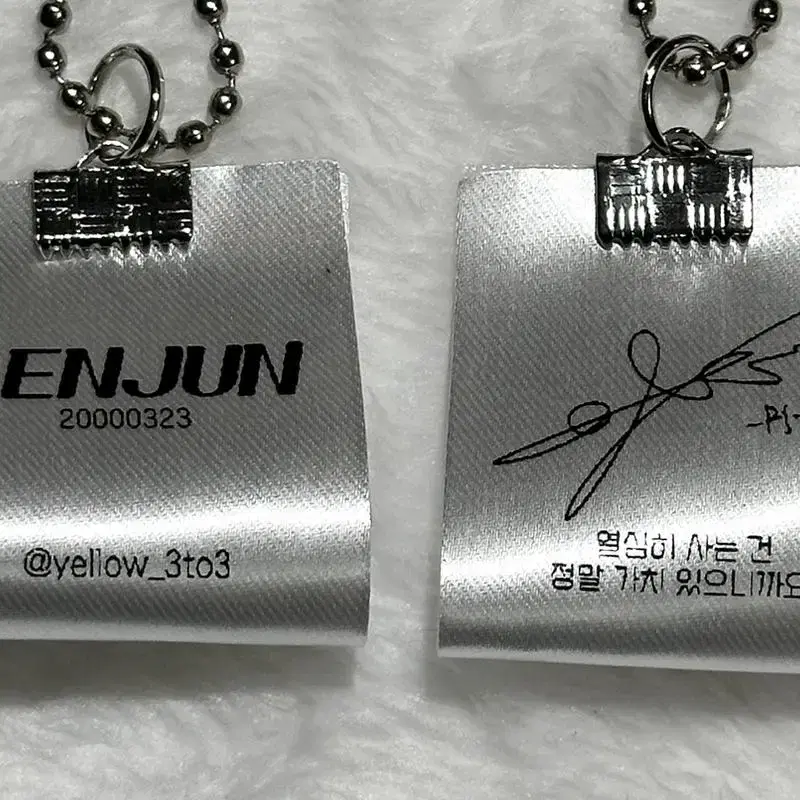 ENJUN
20000323
@yellow_3to3
열심히 사는 건
정말 가치 있으니까요